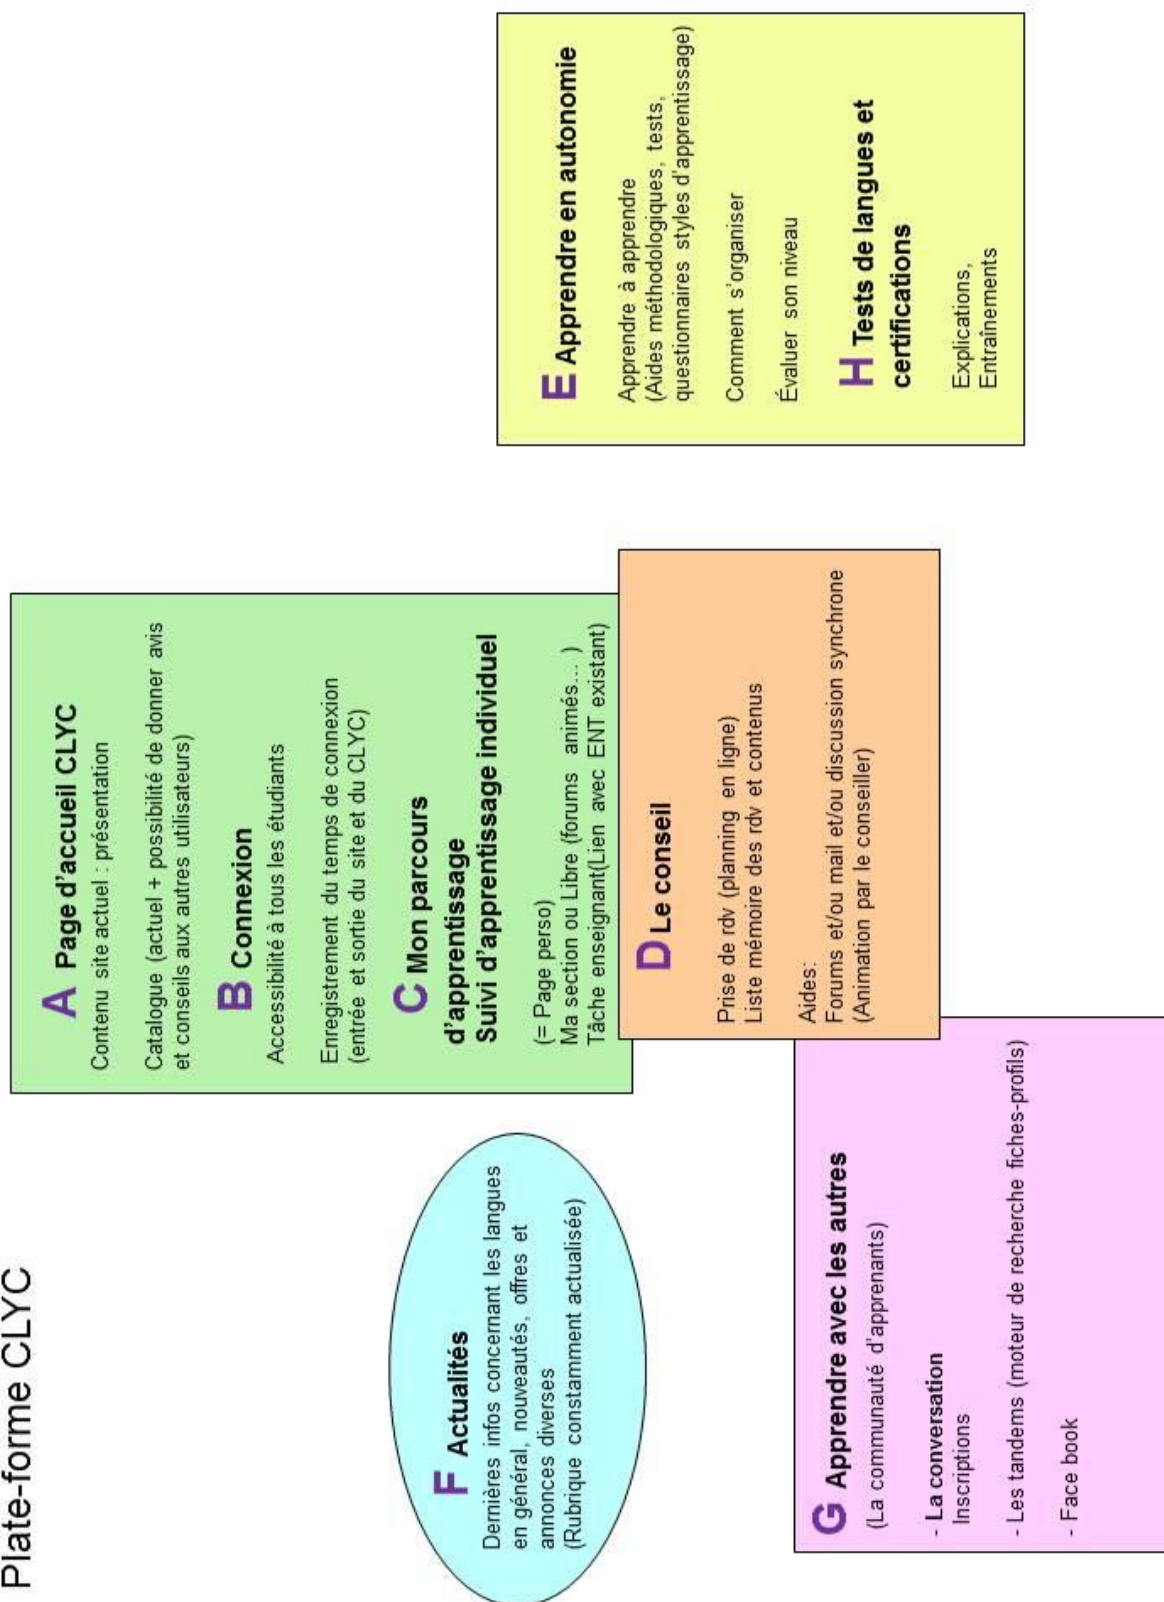 Plate-forme CLYC
A Page d'accueil CLYC
Contenu site actuel : présentation
Catalogue (actuel + possibilité de donner avis
et conseils aux autres utilisateurs)
B Connexion
Accessibilité à tous les étudiants
Enregistrement du temps de connexion
(entrée et sortie du site et du CLYC)
C Mon parcours
d'apprentissage
Suivi d'apprentissage individuel
(= Page perso)
Ma section ou Libre (forums animés... )
Tâche enseignant(Lien avec ENT existant)
D Le conseil
Prise de rdv (planning en ligne)
Liste mémoire des rdv et contenus
Aides:
Forums et/ou mail et/ou discussion synchrone
(Animation par le conseiller)
E Apprendre en autonomie
Apprendre à apprendre
(Aides méthodologiques, tests,
questionnaires styles d'apprentissage)
Comment s'organiser
Évaluer son niveau
H Tests de langues et
certifications
Explications,
Entraînements
F Actualités
Dernières infos concernant les langues
en général, nouveautés, offres et
annonces diverses
(Rubrique constamment actualisée)
G Apprendre avec les autres
(La communauté d'apprenants)
- La conversation
Inscriptions
- Les tandems (moteur de recherche fiches-profils)
- Face book